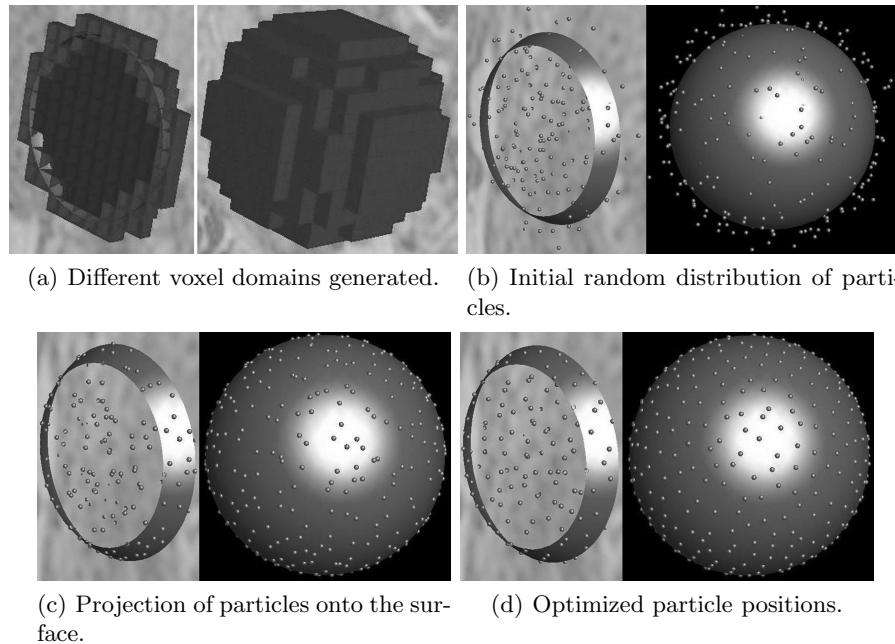 (a) Different voxel domains generated.
(b) Initial random distribution of parti-
cles.
(c) Projection of particles onto the sur-
face.
(d) Optimized particle positions.